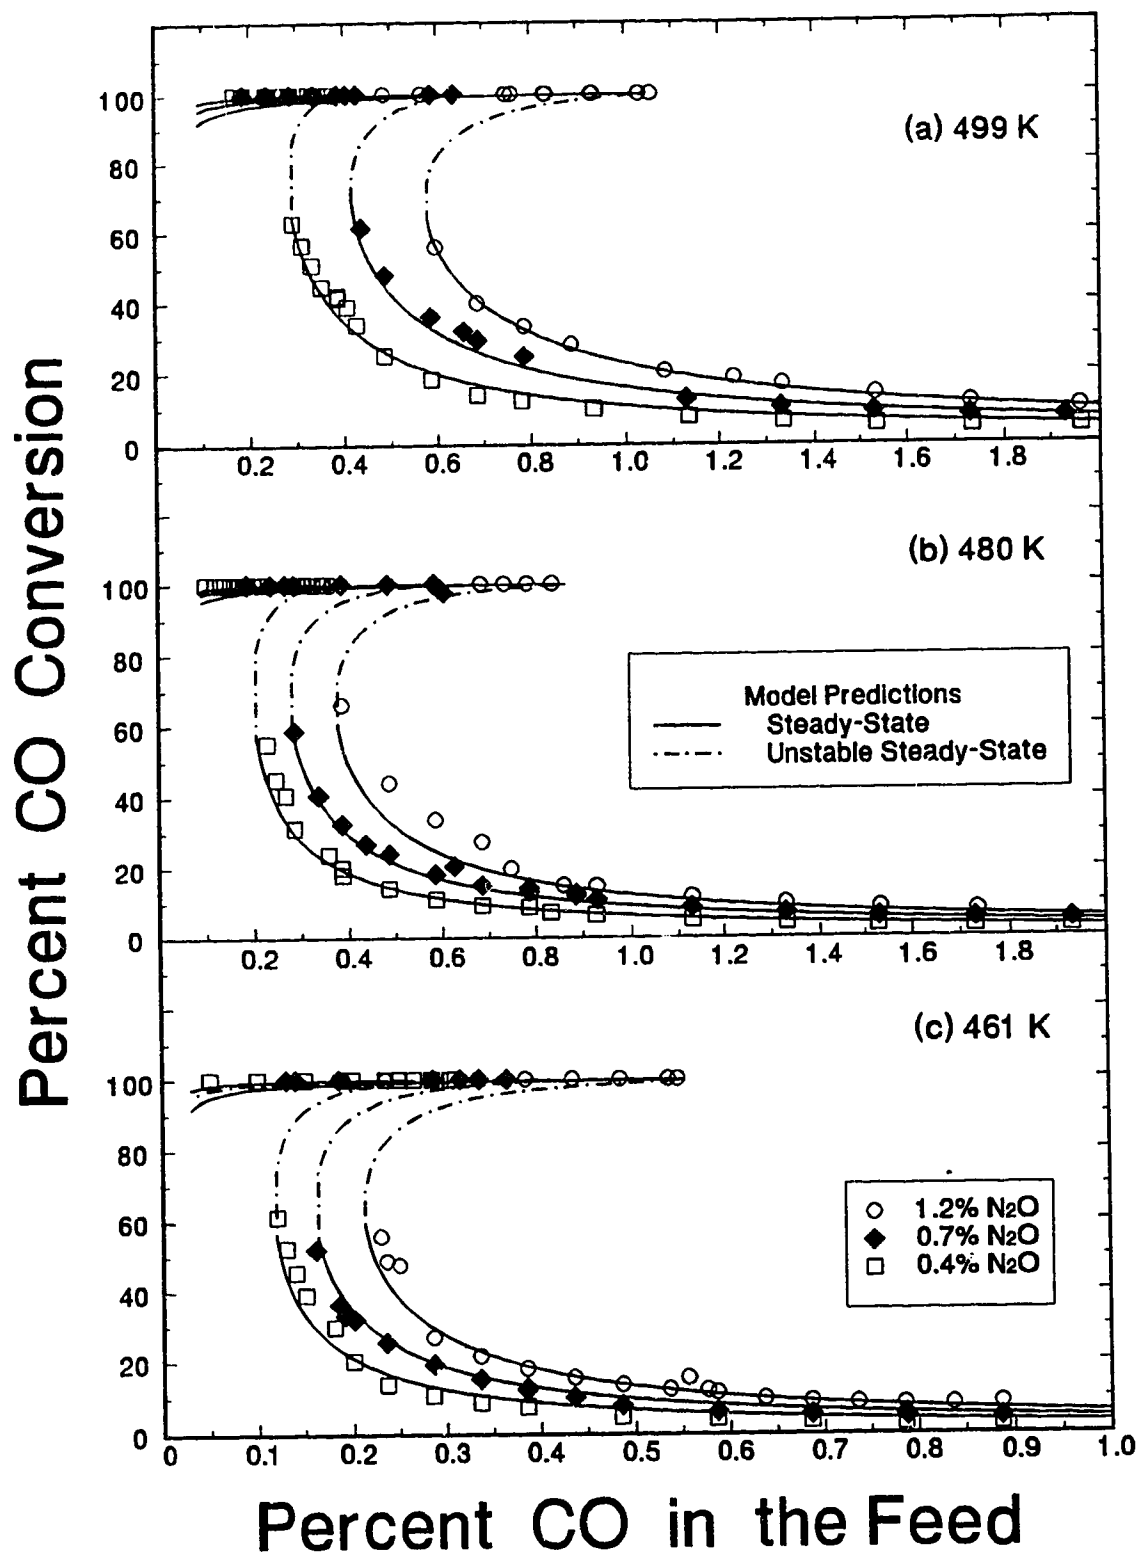 Percent CO Conversion
(a) 499 K
100
80
60
40
20
0
0.2 0.4 0.6 0.8 1.0 1.2 1.4 1.6 1.8
(b) 480 K
100
80
60
40
20
0
Model Predictions
Steady-State
Unstable Steady-State
0.2 0.4 0.6 0.8 1.0 1.2 1.4 1.6 1.8
(c) 461 K
100
80
60
40
20
0
1.2% N2O
0.7% N2O
0.4% N2O
0 0.1 0.2 0.3 0.4 0.5 0.6 0.7 0.8 0.9 1.0
Percent CO in the Feed